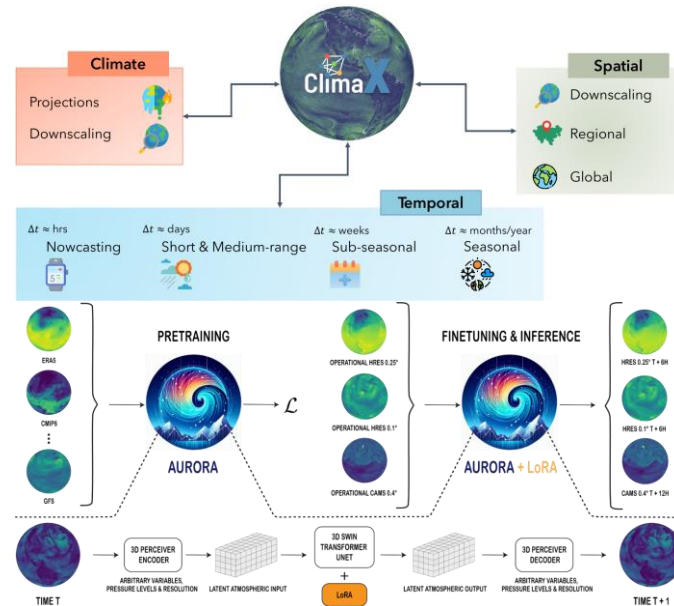 Climate
Projections
Downscaling
ClimaX
Spatial
Downscaling
Regional
Global
Temporal
Δt ≈ hrs
Nowcasting
Δt ≈ days
Short & Medium-range
Δt ≈ weeks
Sub-seasonal
Δt ≈ months/year
Seasonal
ERA5
CMIP6
GFS
PRETRAINING
AURORA
ℒ
OPERATIONAL HRES 0.25°
OPERATIONAL HRES 0.1°
OPERATIONAL CAMS 0.4°
FINETUNING & INFERENCE
AURORA + LoRA
HRES 0.25° T + 6H
HRES 0.1° T + 6H
CAMS 0.4° T + 12H
TIME T
3D PERCEIVER
ENCODER
ARBITRARY VARIABLES,
PRESSURE LEVELS & RESOLUTION
LATENT ATMOSPHERIC INPUT
3D SWIN
TRANSFORMER
UNET
+
LoRA
LATENT ATMOSPHERIC OUTPUT
3D PERCEIVER
DECODER
ARBITRARY VARIABLES,
PRESSURE LEVELS & RESOLUTION
TIME T + 1